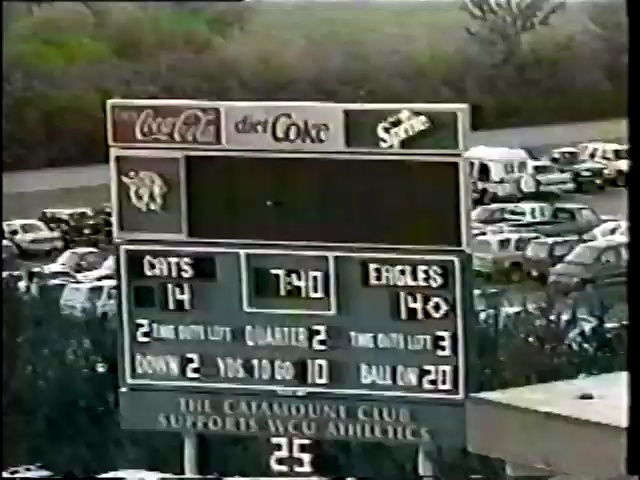 Coca-Cola diet Coke Sprite
CATS 7:40 EAGLES
14 14
2 TIME OUTS LEFT QUARTER 2 TIME OUTS LEFT 3
DOWN 2 YDS. TO GO 10 BALL ON 20
THE CATAMOUNT CLUB
SUPPORTS WCU ATHLETICS
25